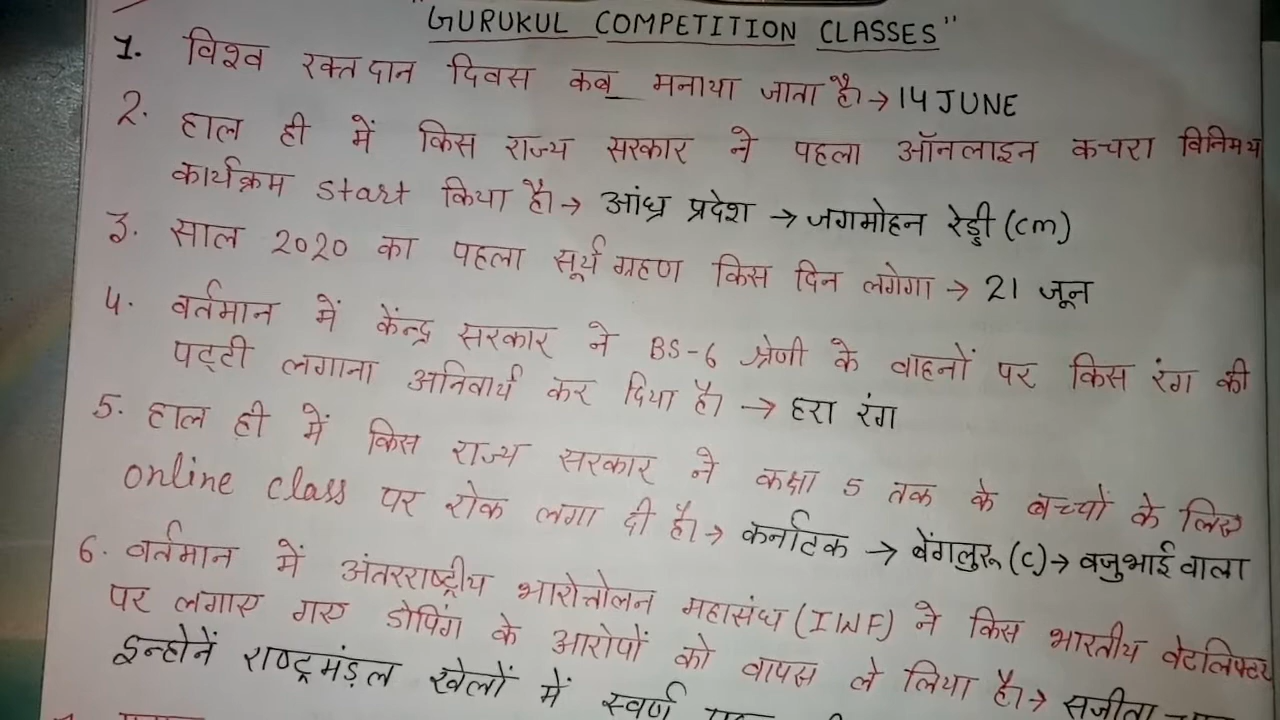 "GURUKUL COMPETITION CLASSES"
1. विश्व रक्तदान दिवस कब मनाया जाता है। → 14 JUNE
2. हाल ही में किस राज्य सरकार ने पहला ऑनलाइन कचरा विनिमय
कार्यक्रम start किया है। → आंध्र प्रदेश → जगमोहन रेड्डी (cm)
3. साल 2020 का पहला सूर्य ग्रहण किस दिन लगेगा → 21 जून
4. वर्तमान में केंन्द्र सरकार ने BS-6 श्रेणी के वाहनों पर किस रंग की
पट्टी लगाना अनिवार्य कर दिया है। → हरा रंग
5. हाल ही में किस राज्य सरकार ने कक्षा 5 तक के बच्चों के लिए
online class पर रोक लगा दी है। → कर्नाटक → बेंगलुरू (C) → वजुभाई वाला
6. वर्तमान में अंतरराष्ट्रीय भारोत्तोलन महासंघ (IWF) ने किस भारतीय वेटलिफ्टर
पर लगाए गए डोपिंग के आरोपों को वापस ले लिया है। → संजीता
इन्होनें राष्ट्रमंड़ल खेलों में स्वर्ण